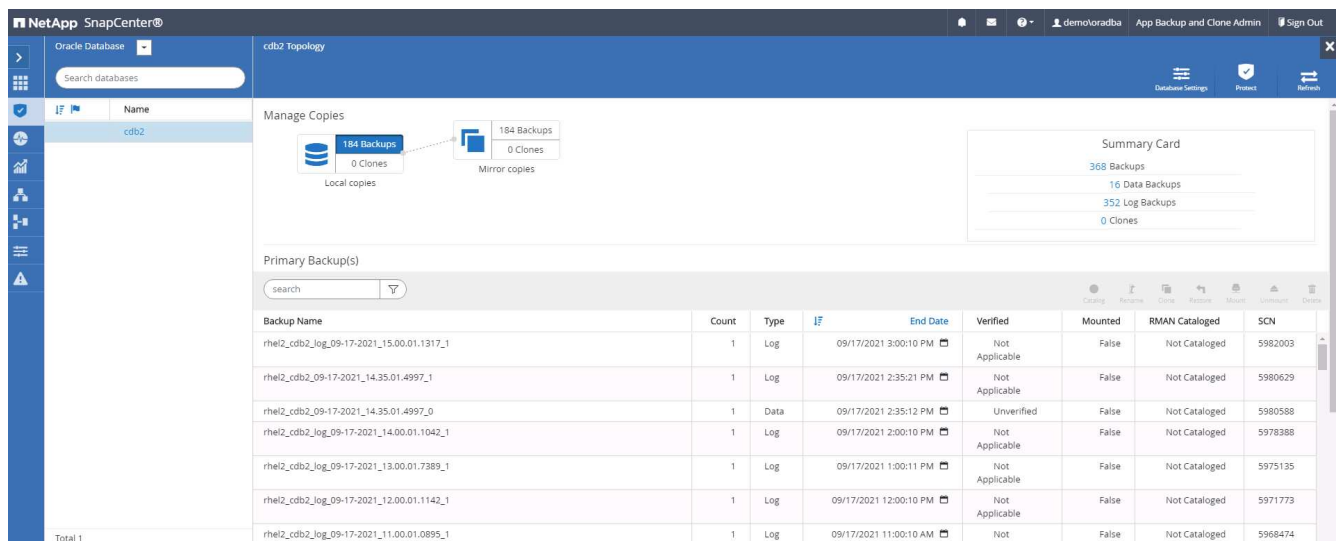 NetApp SnapCenter®
demo\oradba App Backup and Clone Admin Sign Out
Oracle Database
cdb2 Topology
Search databases
Database Settings Protect Refresh
Name
cdb2
Manage Copies
184 Backups
0 Clones
Local copies
184 Backups
0 Clones
Mirror copies
Summary Card
368 Backups
16 Data Backups
352 Log Backups
0 Clones
Primary Backup(s)
search
Catalog Rename Clone Restore Mount Unmount Delete
Backup Name Count Type End Date Verified Mounted RMAN Cataloged SCN
rhel2_cdb2_log_09-17-2021_15.00.01.1317_1 1 Log 09/17/2021 3:00:10 PM Not Applicable False Not Cataloged 5982003
rhel2_cdb2_09-17-2021_14.35.01.4997_1 1 Log 09/17/2021 2:35:21 PM Not Applicable False Not Cataloged 5980629
rhel2_cdb2_09-17-2021_14.35.01.4997_0 1 Data 09/17/2021 2:35:12 PM Unverified False Not Cataloged 5980588
rhel2_cdb2_log_09-17-2021_14.00.01.1042_1 1 Log 09/17/2021 2:00:10 PM Not Applicable False Not Cataloged 5978388
rhel2_cdb2_log_09-17-2021_13.00.01.7389_1 1 Log 09/17/2021 1:00:11 PM Not Applicable False Not Cataloged 5975135
rhel2_cdb2_log_09-17-2021_12.00.01.1142_1 1 Log 09/17/2021 12:00:10 PM Not Applicable False Not Cataloged 5971773
rhel2_cdb2_log_09-17-2021_11.00.01.0895_1 1 Log 09/17/2021 11:00:10 AM Not False Not Cataloged 5968474
Total 1